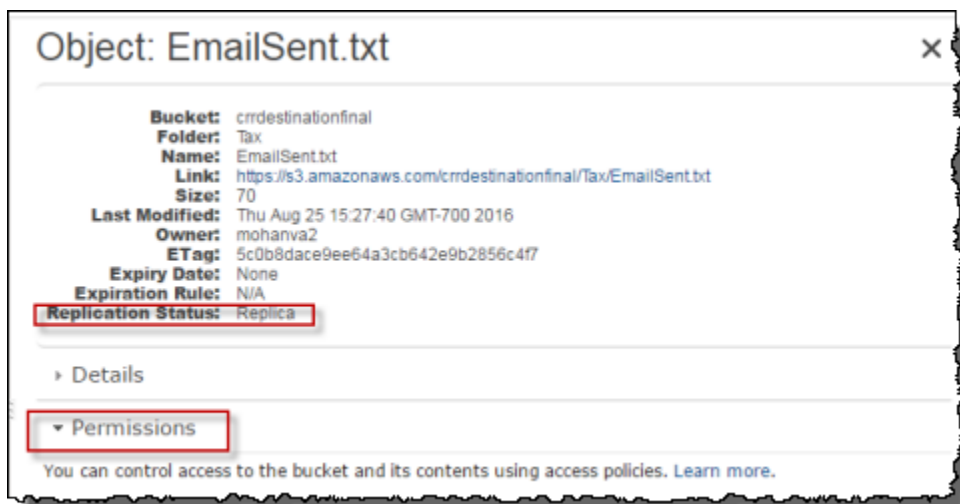 Object: EmailSent.txt
Bucket: crrdestinationfinal
Folder: Tax
Name: EmailSent.txt
Link: https://s3.amazonaws.com/crrdestinationfinal/Tax/EmailSent.txt
Size: 70
Last Modified: Thu Aug 25 15:27:40 GMT-700 2016
Owner: mohanva2
ETag: 5c0b8dace9ee64a3cb642e9b2856c4f7
Expiry Date: None
Expiration Rule: N/A
Replication Status: Replica
Details
Permissions
You can control access to the bucket and its contents using access policies. Learn more.